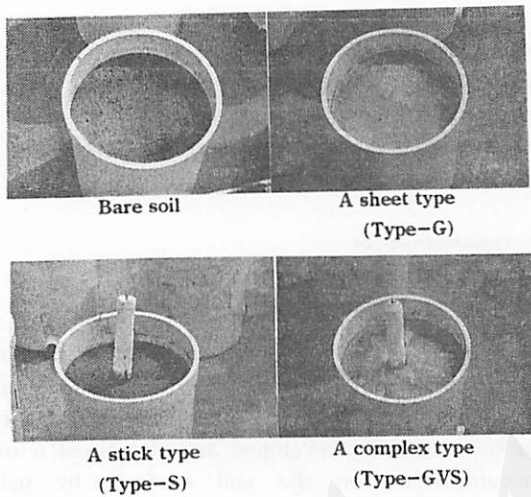 Bare soil
A sheet type
(Type-G)
A stick type
(Type-S)
A complex type
(Type-GVS)